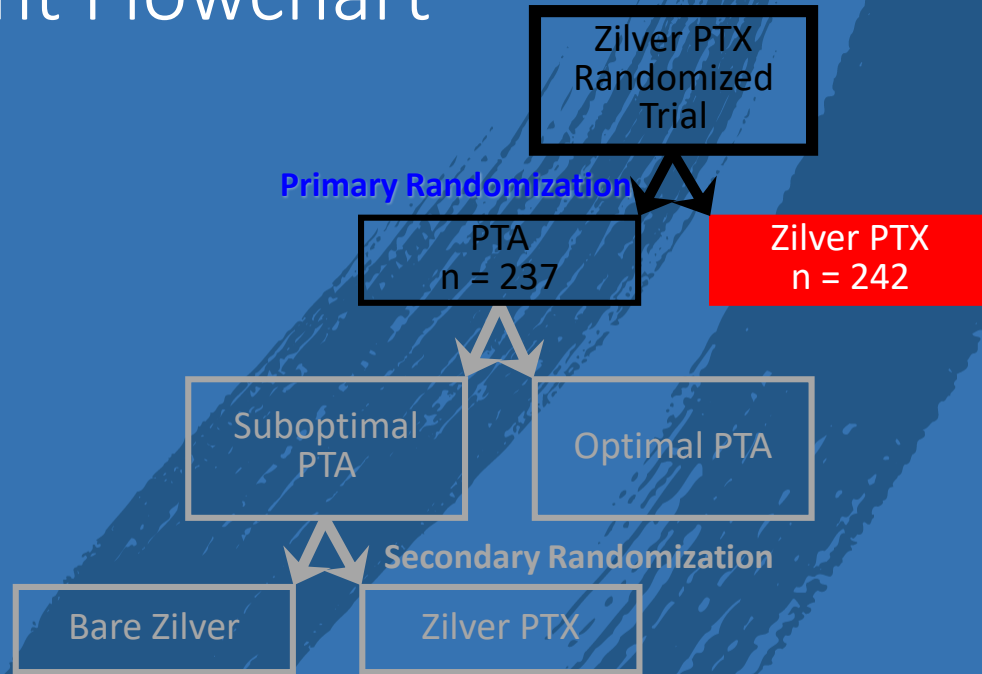 Flowchart
Zilver PTX
Randomized
Trial
Primary Randomization
PTA
n = 237
Zilver PTX
n = 242
Suboptimal
PTA
Optimal PTA
Secondary Randomization
Bare Zilver
Zilver PTX